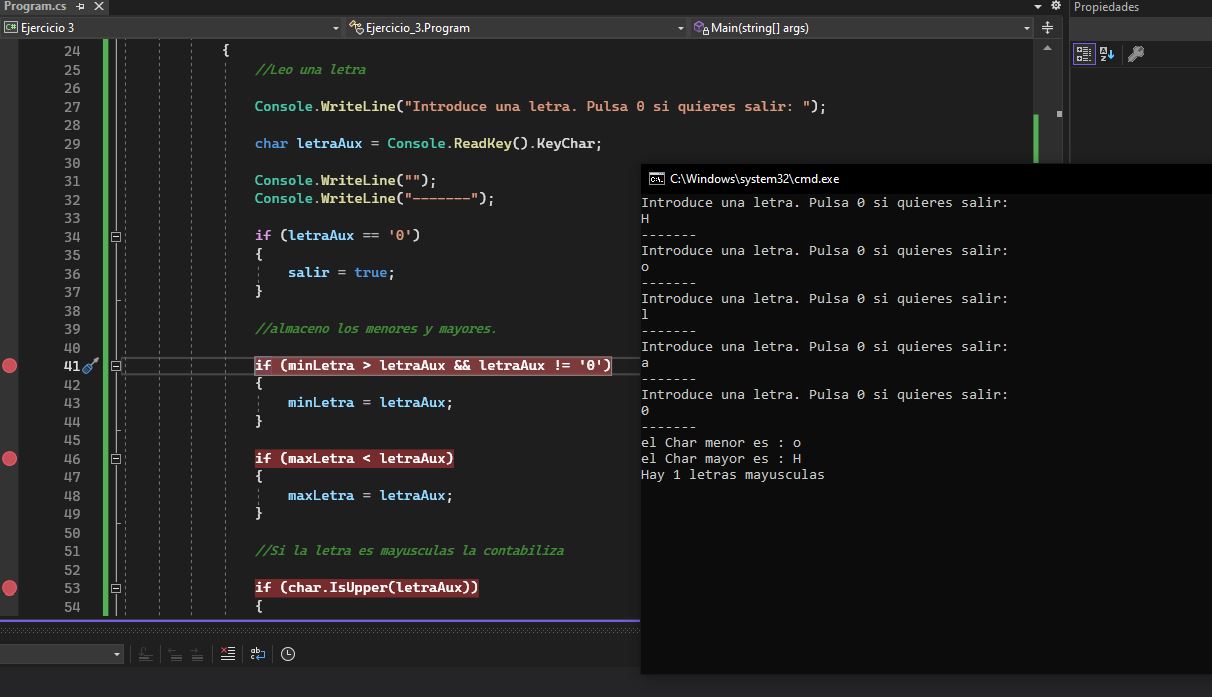 Program.cs
Propiedades
Ejercicio 3
Ejercicio_3.Program
Main(string[] args)
24 {
25 //Leo una letra
26
27 Console.WriteLine("Introduce una letra. Pulsa 0 si quieres salir: ");
28
29 char letraAux = Console.ReadKey().KeyChar;
30
31 Console.WriteLine("");
32 Console.WriteLine("-------");
33
34 if (letraAux == '0')
35 {
36 salir = true;
37 }
38
39 //almaceno los menores y mayores.
40
41 if (minLetra > letraAux && letraAux != '0')
42 {
43 minLetra = letraAux;
44 }
45
46 if (maxLetra < letraAux)
47 {
48 maxLetra = letraAux;
49 }
50
51 //Si la letra es mayusculas la contabiliza
52
53 if (char.IsUpper(letraAux))
54 {
C:\Windows\system32\cmd.exe
Introduce una letra. Pulsa 0 si quieres salir:
H
-------
Introduce una letra. Pulsa 0 si quieres salir:
o
-------
Introduce una letra. Pulsa 0 si quieres salir:
l
-------
Introduce una letra. Pulsa 0 si quieres salir:
a
-------
Introduce una letra. Pulsa 0 si quieres salir:
0
-------
el Char menor es : o
el Char mayor es : H
Hay 1 letras mayusculas